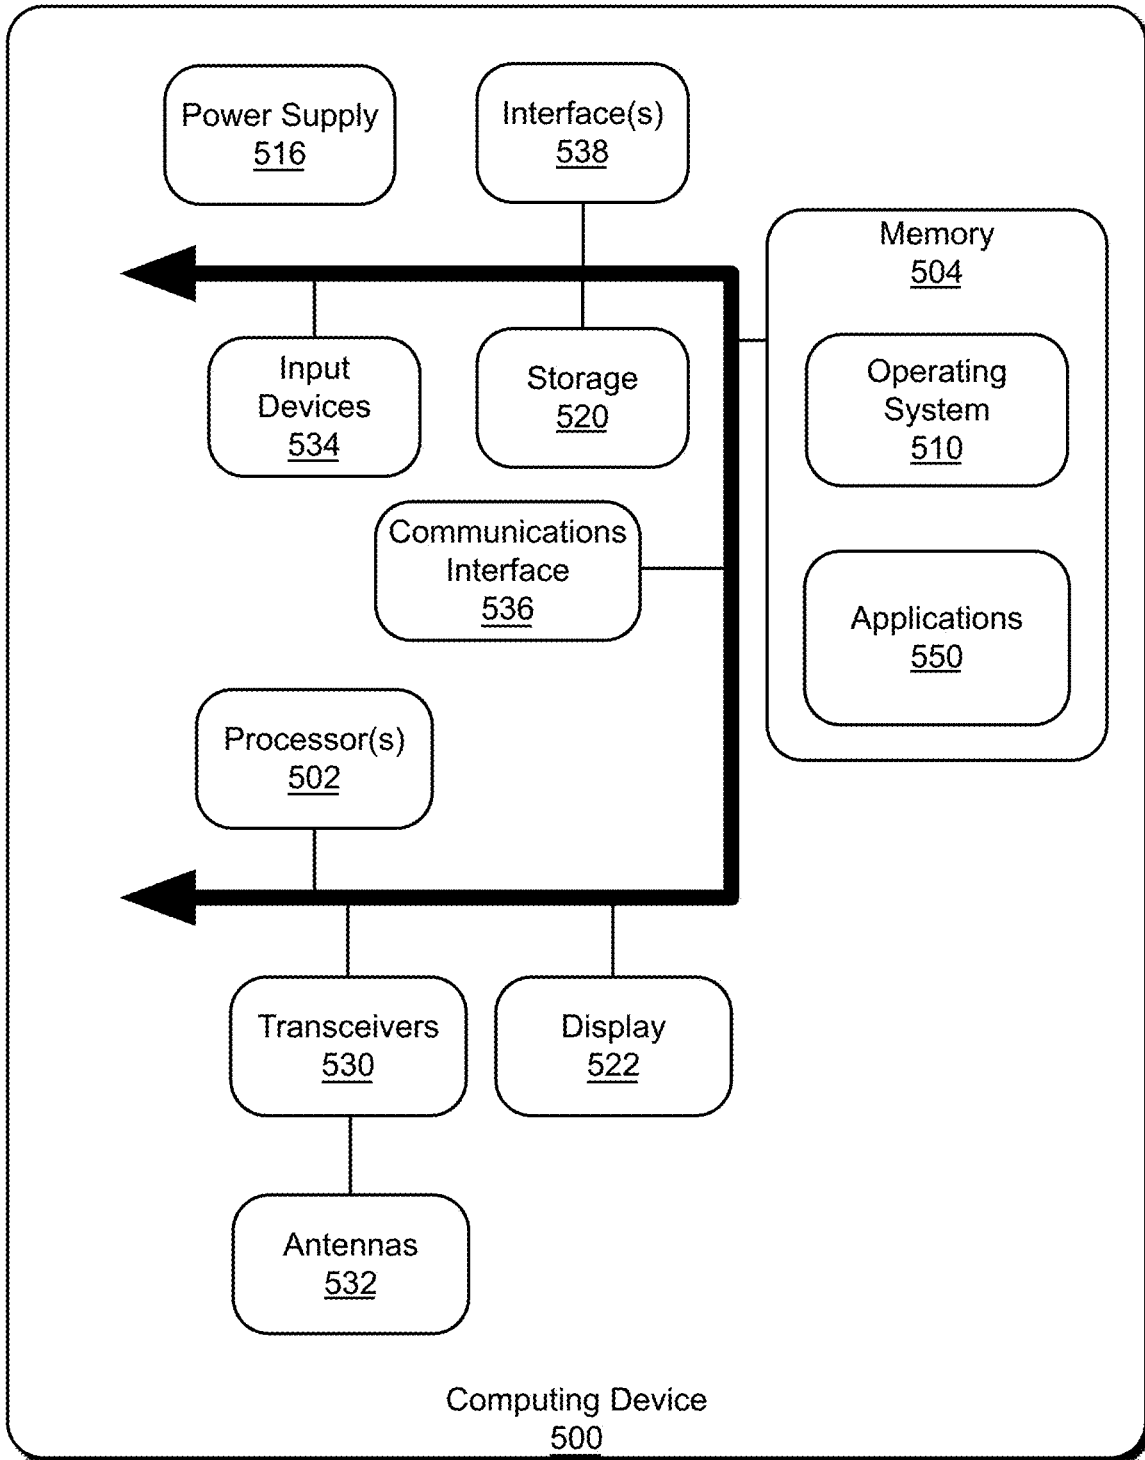 Power Supply
516
Interface(s)
538
Memory
504
Input
Devices
534
Storage
520
Operating
System
510
Communications
Interface
536
Applications
550
Processor(s)
502
Transceivers
530
Display
522
Antennas
532
Computing Device
500